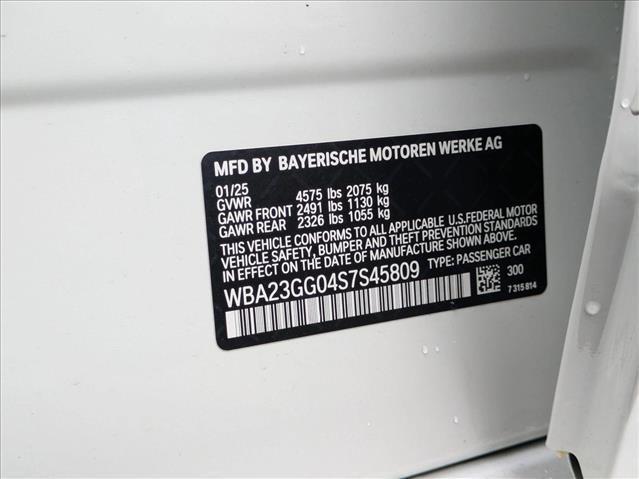 MFD BY BAYERISCHE MOTOREN WERKE AG
01/25
GVWR 4575 lbs 2075 kg
GAWR FRONT 2491 lbs 1130 kg
GAWR REAR 2326 lbs 1055 kg
THIS VEHICLE CONFORMS TO ALL APPLICABLE U.S.FEDERAL MOTOR
VEHICLE SAFETY, BUMPER AND THEFT PREVENTION STANDARDS
IN EFFECT ON THE DATE OF MANUFACTURE SHOWN ABOVE.
WBA23GG04S7S45809 TYPE: PASSENGER CAR
300
7 315 814